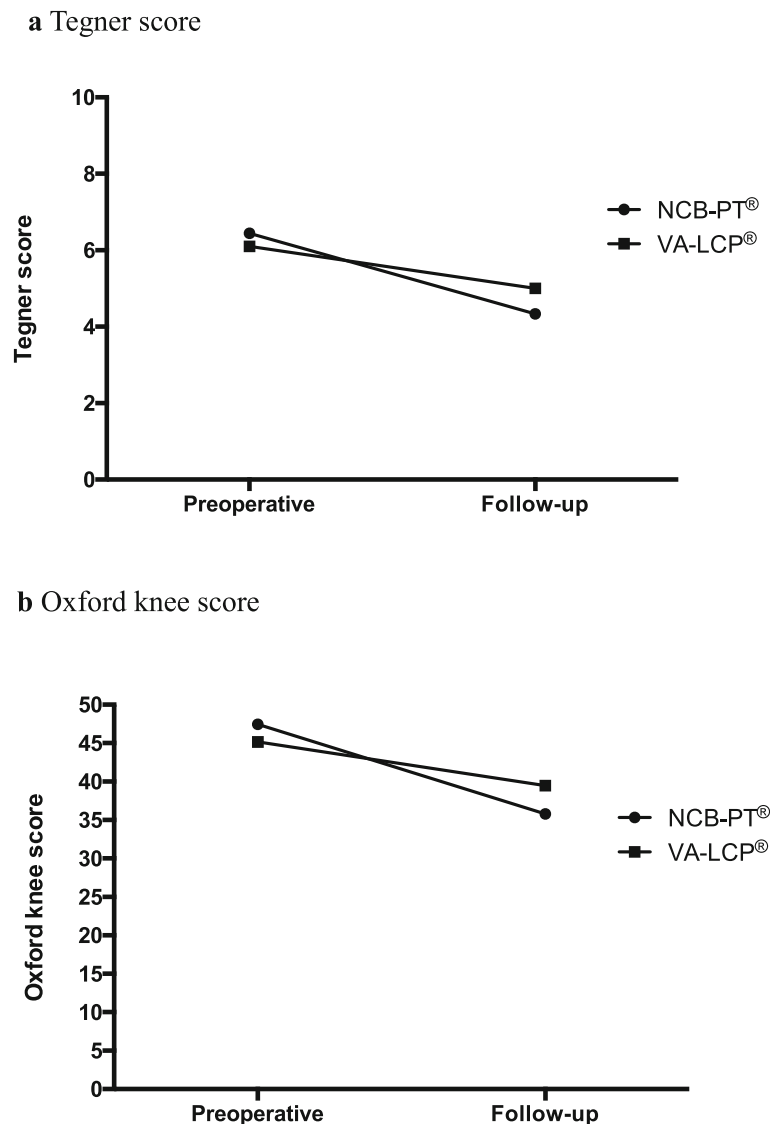 a Tegner score
10
8
6
4
2
0
Tegner score
Preoperative
Follow-up
NCB-PT®
VA-LCP®
b Oxford knee score
50
45
40
35
30
25
20
15
10
5
0
Oxford knee score
Preoperative
Follow-up
NCB-PT®
VA-LCP®